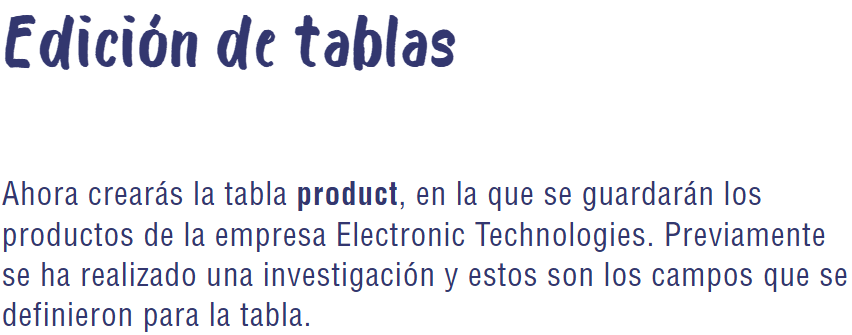 Edición de tablas
Ahora crearás la tabla product, en la que se guardarán los
productos de la empresa Electronic Technologies. Previamente
se ha realizado una investigación y estos son los campos que se
definieron para la tabla.